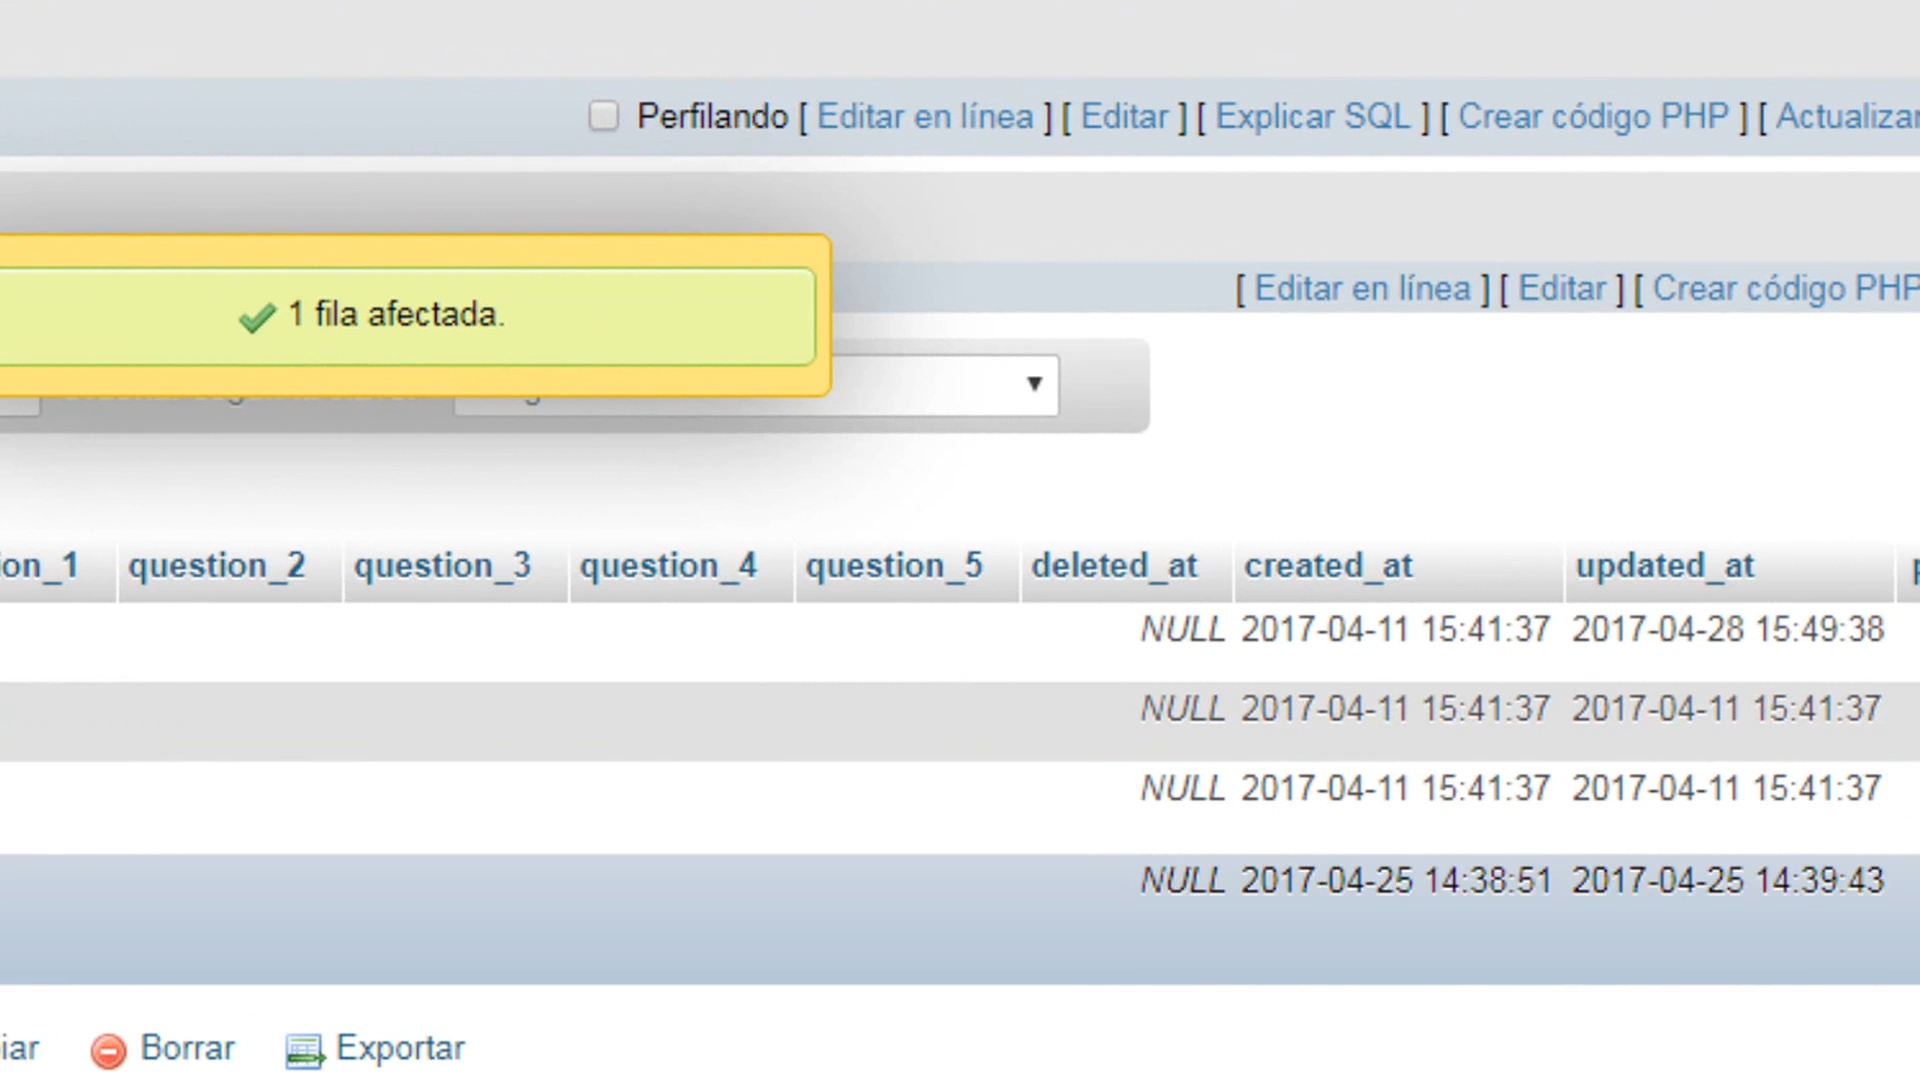 Perfilando [ Editar en línea ] [ Editar ] [ Explicar SQL ] [ Crear código PHP ] [ Actualizar
[ Editar en línea ] [ Editar ] [ Crear código PHP
1 fila afectada.
ion_1 question_2 question_3 question_4 question_5 deleted_at created_at updated_at
NULL 2017-04-11 15:41:37 2017-04-28 15:49:38
NULL 2017-04-11 15:41:37 2017-04-11 15:41:37
NULL 2017-04-11 15:41:37 2017-04-11 15:41:37
NULL 2017-04-25 14:38:51 2017-04-25 14:39:43
iar Borrar Exportar